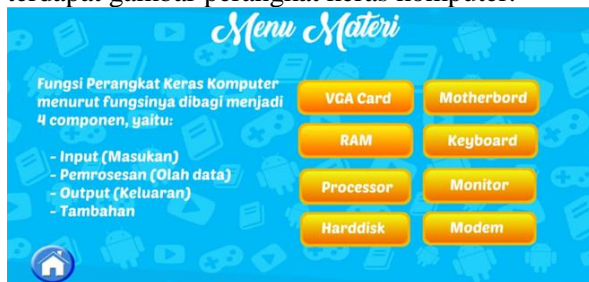 terdapat gambar perangkat keras komputer.
Menu Materi
Fungsi Perangkat Keras Komputer
menurut fungsinya dibagi menjadi
4 componen, yaitu:
- Input (Masukan)
- Pemrosesan (Olah data)
- Output (Keluaran)
- Tambahan
VGA Card
Motherbord
RAM
Keyboard
Processor
Monitor
Harddisk
Modem